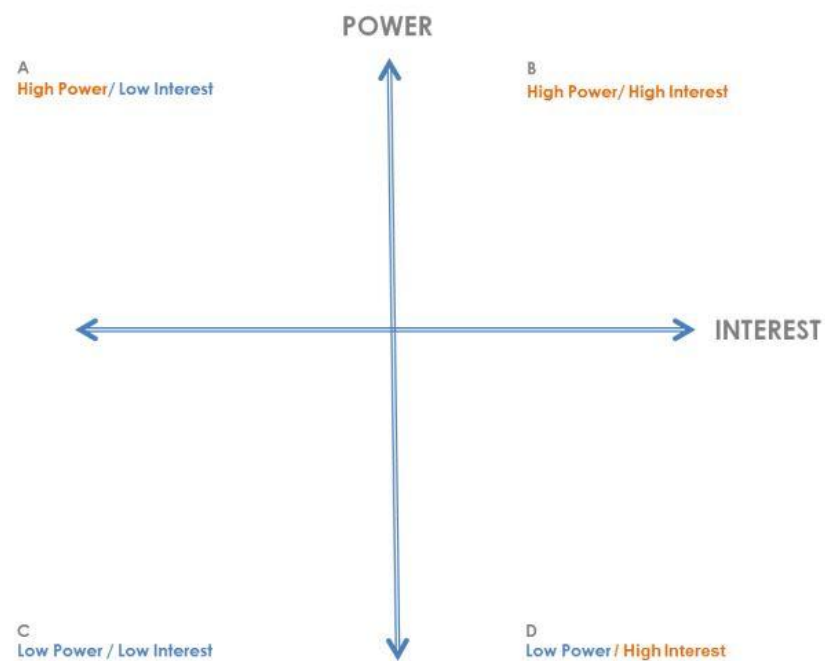 POWER
A
High Power/ Low Interest
B
High Power/ High Interest
INTEREST
C
Low Power / Low Interest
D
Low Power / High Interest